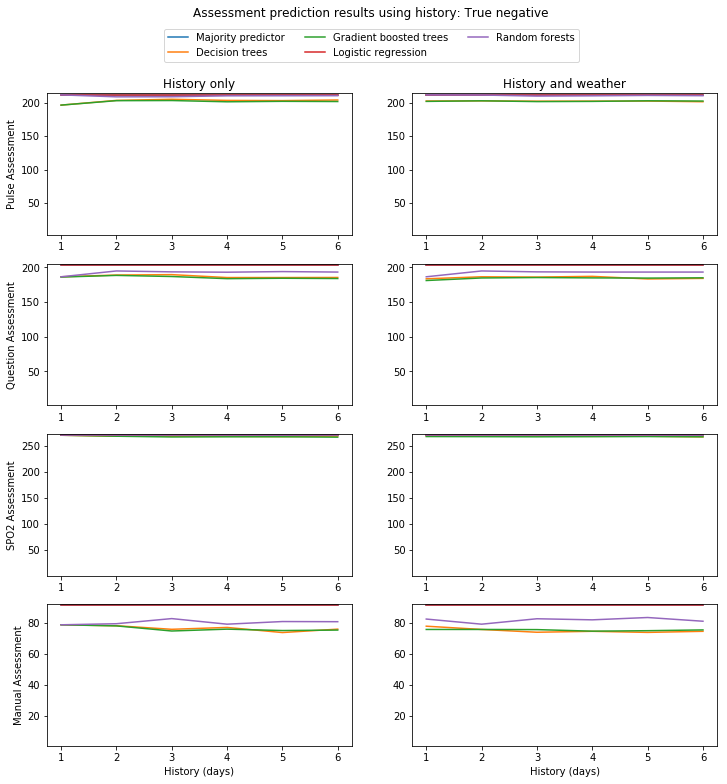 Assessment prediction results using history: True negative
Majority predictor
Decision trees
Gradient boosted trees
Logistic regression
Random forests
History only
History and weather
Pulse Assessment
200
150
100
50
1 2 3 4 5 6
200
150
100
50
1 2 3 4 5 6
Question Assessment
200
150
100
50
1 2 3 4 5 6
200
150
100
50
1 2 3 4 5 6
SPO2 Assessment
250
200
150
100
50
1 2 3 4 5 6
250
200
150
100
50
1 2 3 4 5 6
Manual Assessment
80
60
40
20
1 2 3 4 5 6
History (days)
80
60
40
20
1 2 3 4 5 6
History (days)